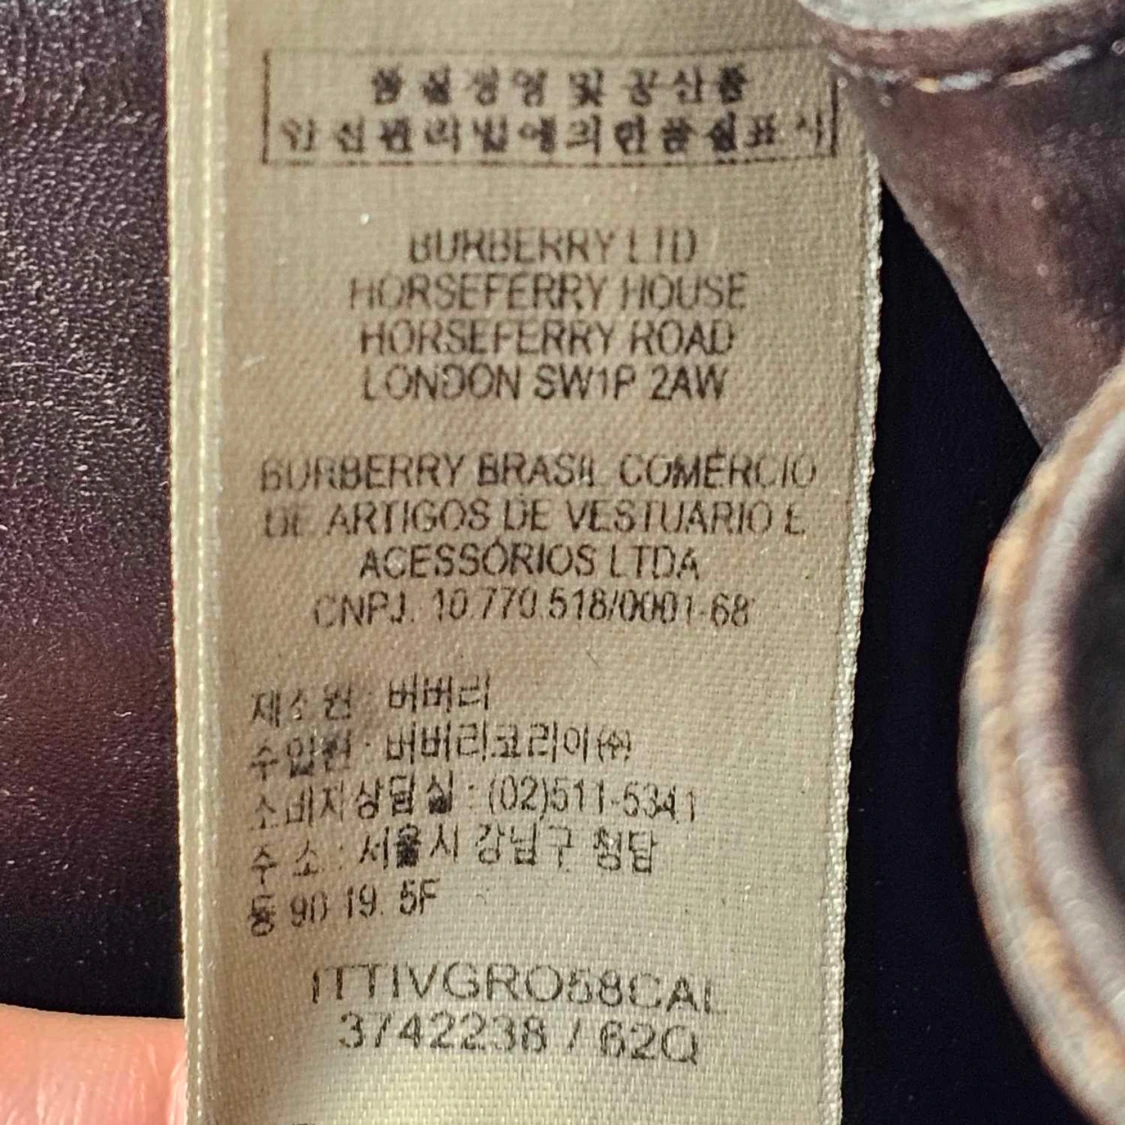 품질경영 및 공산품
안전관리법에의한품질표시
BURBERRY LTD
HORSEFERRY HOUSE
HORSEFERRY ROAD
LONDON SW1P 2AW
BURBERRY BRASIL COMÉRCIO
DE ARTIGOS DE VESTUÁRIO E
ACESSÓRIOS LTDA
CNPJ. 10.770.518/0001-68
제조원 : 버버리
수입원 : 버버리코리아㈜
소비자상담실 : (02)511-5341
주 소 : 서울시 강남구 청담
동 90-19. 5F
ITTIVGRO58CAL
3742238 / 62Q